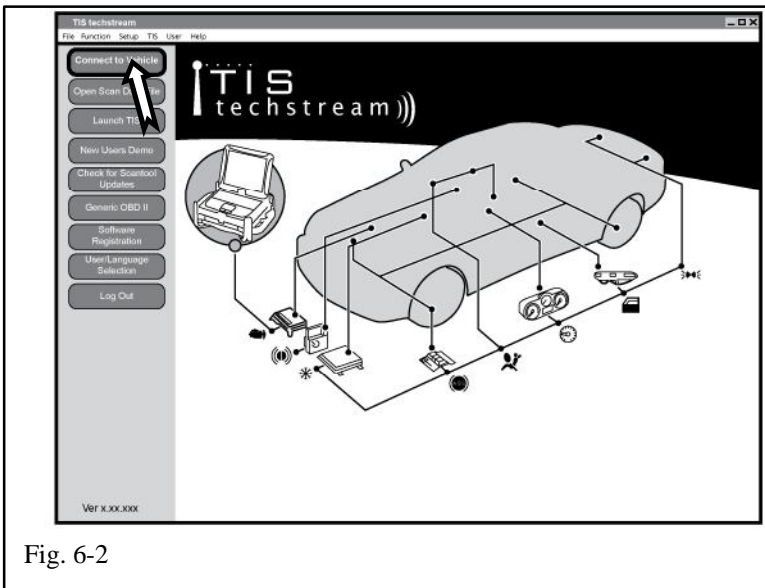 TIS techstream
File Function Setup TIS User Help
Connect to Vehicle
Open Scan D file
Launch TIS
New Users Demo
Check for Scantool
Updates
Generic OBD II
Software
Registration
User/Language
Selection
Log Out
TIS
techstream
Ver x.xx.xxx
Fig. 6-2